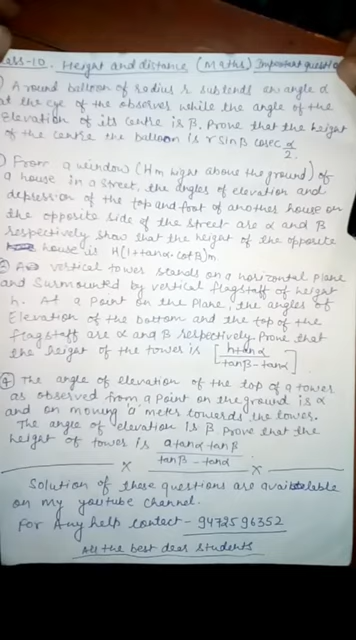 ass-10. Height and distance (Maths) Important questio
) A round balloon of radius r subtends an angle α
at the eye of the observer while the angle of the
Elevation of its centre is β. Prove that the height
of the centre the balloon is r sinβ cosec α/2.
) From a window (Hm hight above the ground) of
a house in a street, the angles of elevation and
depression of the top and foot of another house on
the opposite side of the street are α and β
respectively show that the height of the opposite
house is H(1+tanα.cotβ)m.
③ A vertical tower stands on a horizontal plane
and surmounted by vertical flagstaff of height
h. At a point on the plane, the angles of
Elevation of the bottom and the top of the
flagstaff are α and β respectively. Prove that
the height of the tower is [h tanα / tanβ - tanα]
④ The angle of elevation of the top of a tower
as observed from a point on the ground is α
and on moving 'a' meter towards the tower.
The angle of elevation is β. Prove that the
height of tower is a tanα tanβ / tanβ - tanα
x x
Solution of these questions are available
on my youtube channel.
For Any help contact - 9472596352
All the best dear students